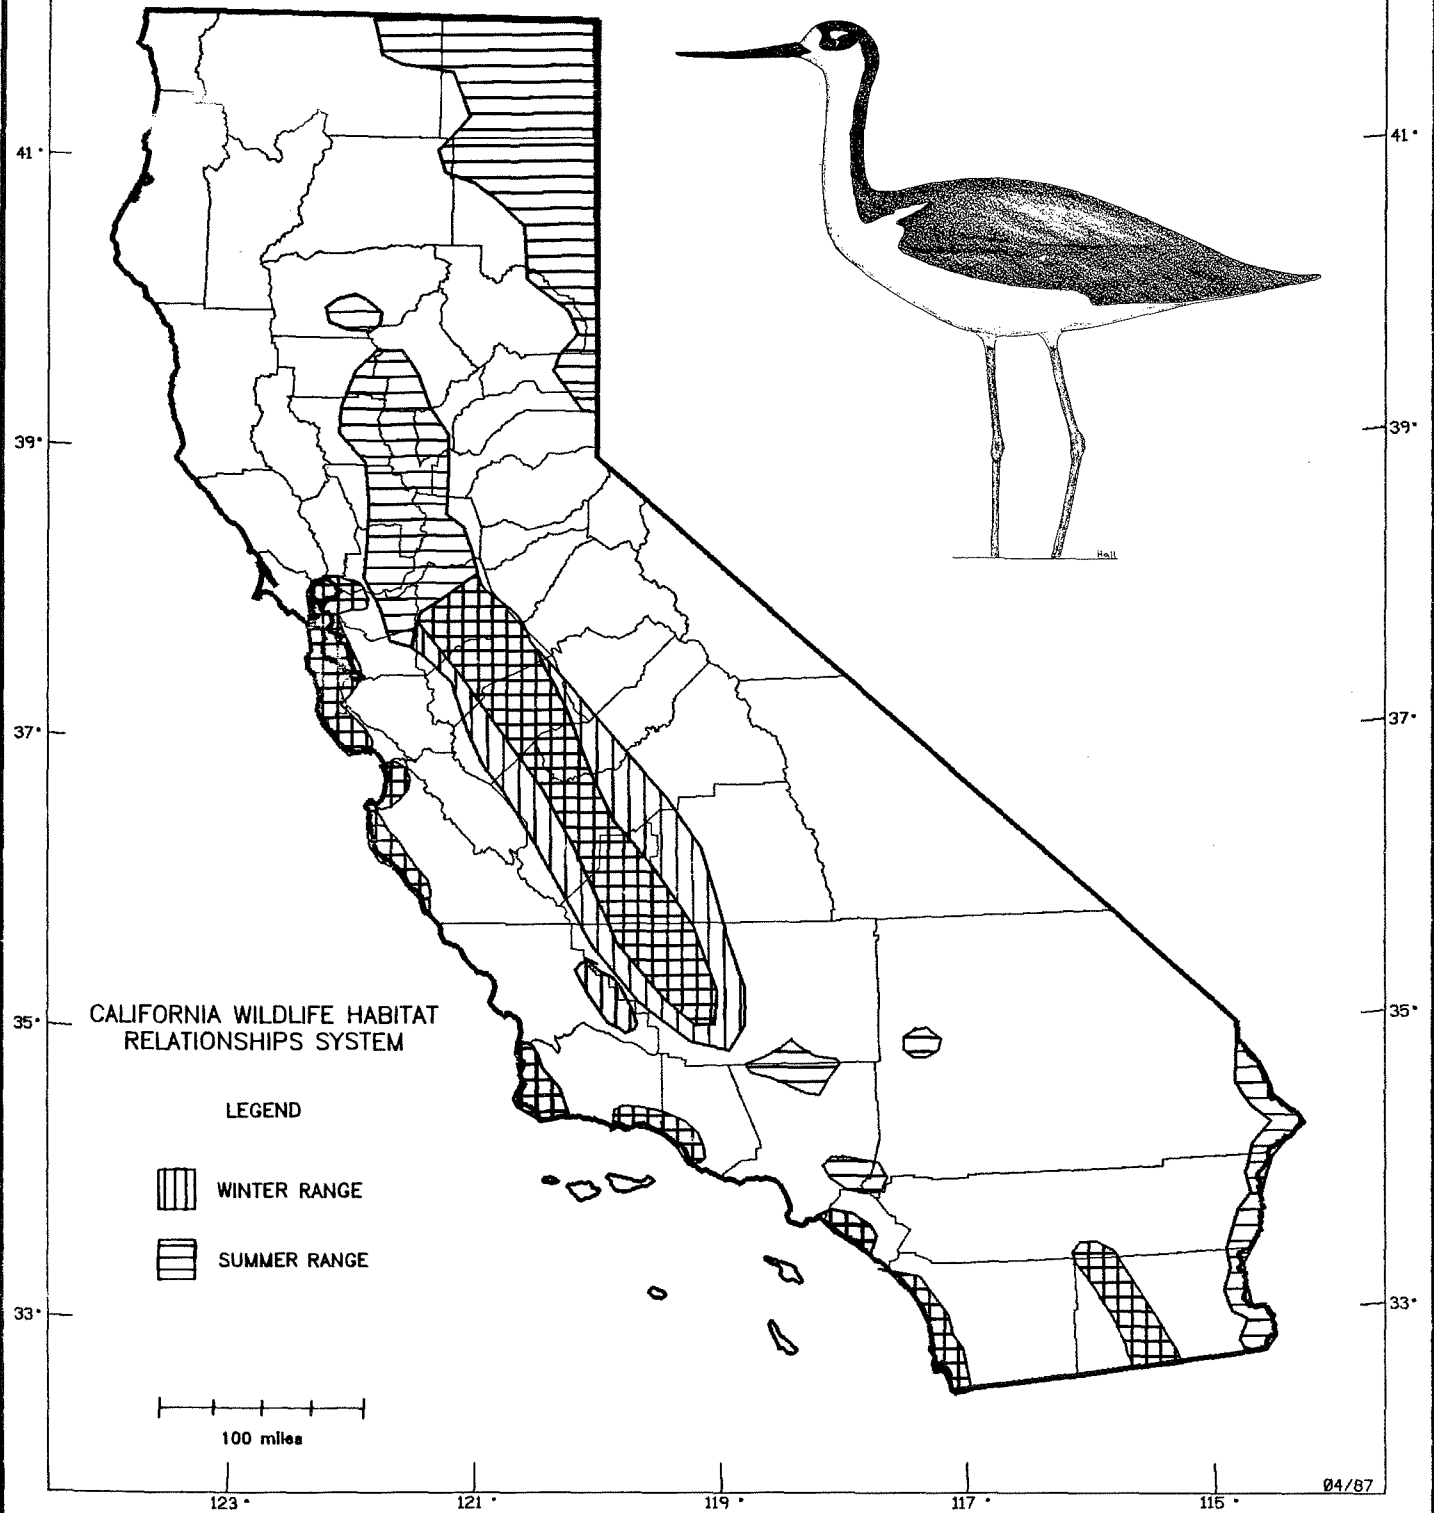 41°
41°
39°
39°
37°
37°
35°
35°
33°
33°
Hall
CALIFORNIA WILDLIFE HABITAT
RELATIONSHIPS SYSTEM
LEGEND
WINTER RANGE
SUMMER RANGE
100 miles
04/87
123°
121°
119°
117°
115°